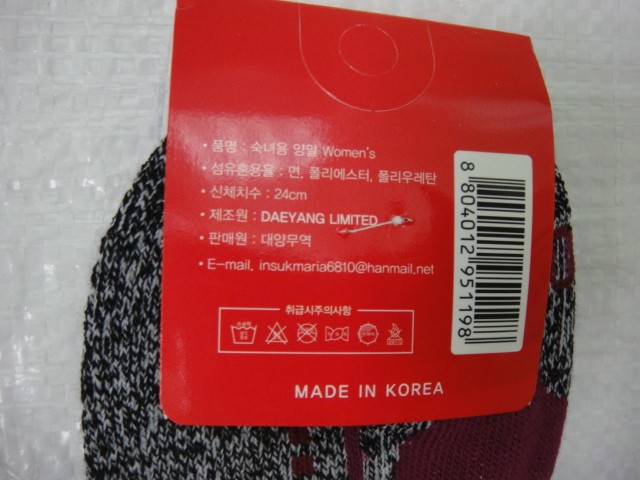 • 품명 : 숙녀용 양말 Women's
• 섬유혼용율 : 면, 폴리에스터, 폴리우레탄
• 신체치수 : 24cm
• 제조원 : DAEYANG LIMITED
• 판매원 : 대양무역
• E-mail. insukmaria6810@hanmail.net
취급시주의사항
MADE IN KOREA
8 804012 951198